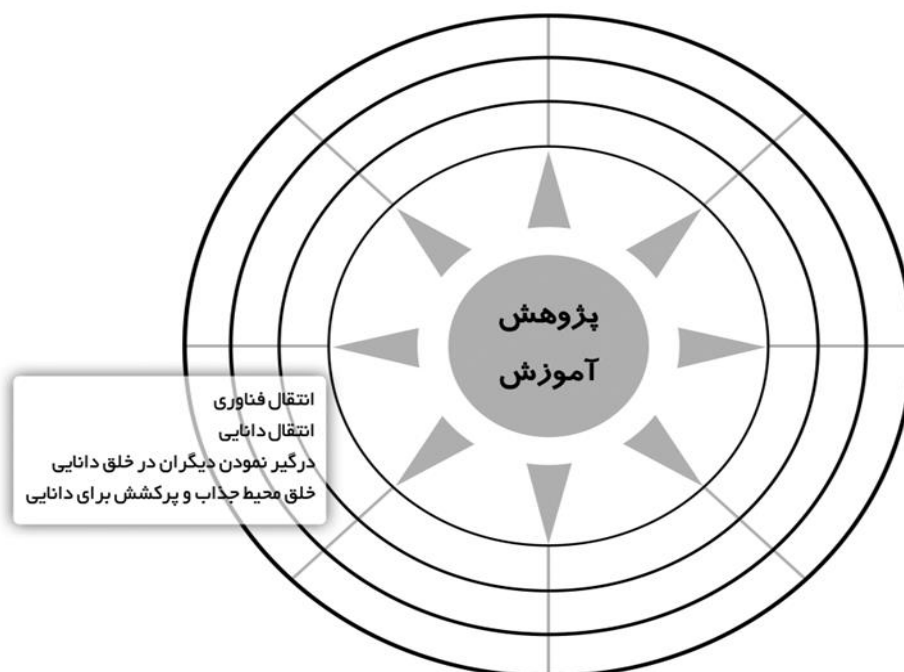 پژوهش
آموزش
انتقال فناوری
انتقال دانایی
درگیر نمودن دیگران در خلق دانایی
خلق محیط جذاب و پرکشش برای دانایی